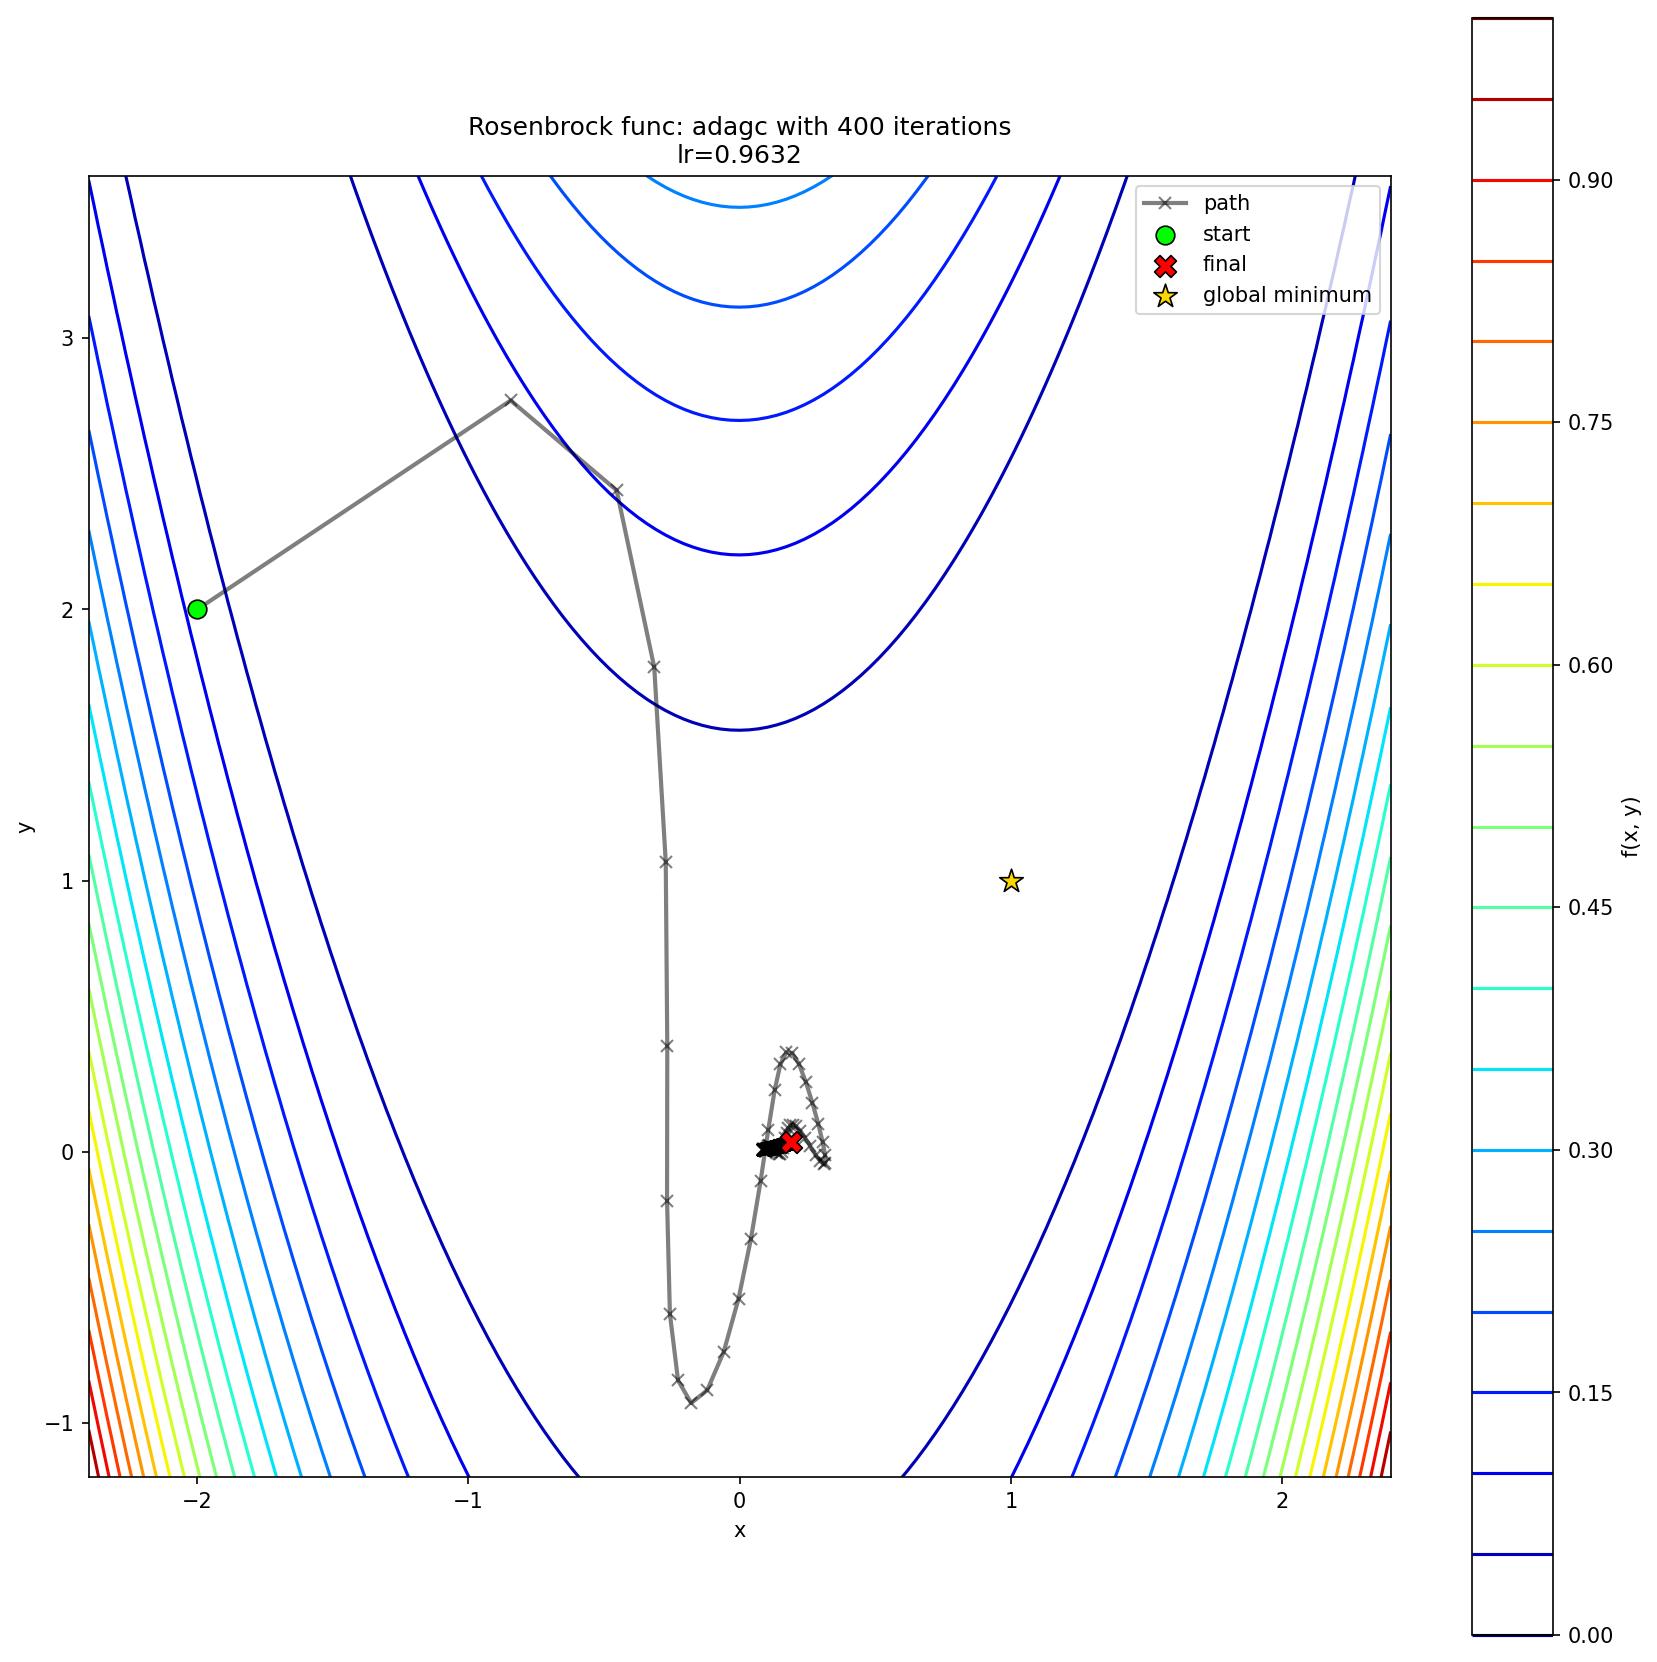 Rosenbrock func: adagc with 400 iterations
lr=0.9632
path
start
final
global minimum
y
3
2
1
0
−1
−2
−1
0
1
2
x
0.90
0.75
0.60
0.45
0.30
0.15
0.00
f(x, y)